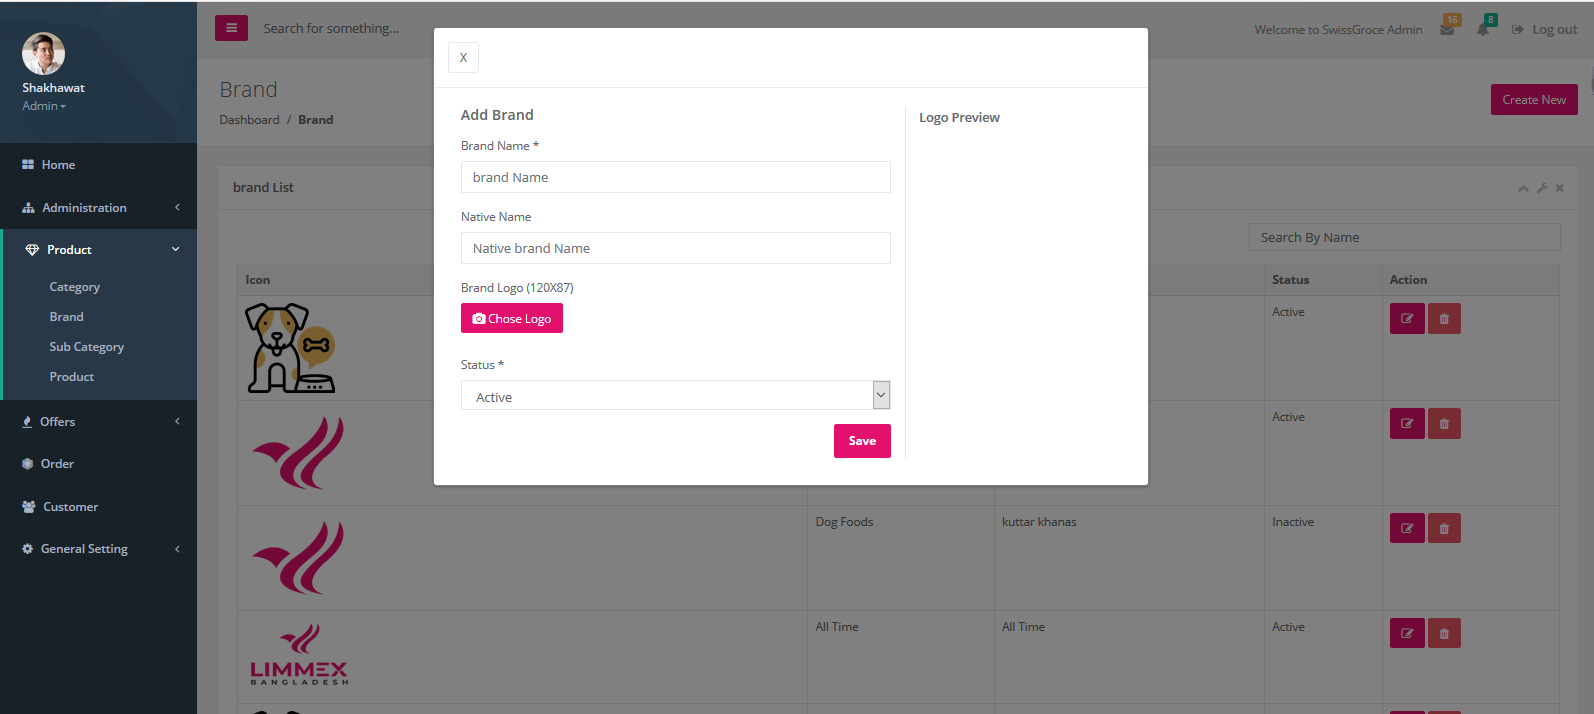 Shakhawat
Admin
Home
Administration
Product
Category
Brand
Sub Category
Product
Offers
Order
Customer
General Setting
Search for something...
Welcome to SwissGroce Admin
16
8
Log out
Brand
Dashboard / Brand
Create New
brand List
Search By Name
Icon
Status
Action
Active
Active
Dog Foods
kuttar khanas
Inactive
All Time
All Time
Active
LIMMEX
BANGLADESH
X
Add Brand
Brand Name *
brand Name
Native Name
Native brand Name
Brand Logo (120X87)
Chose Logo
Status *
Active
Save
Logo Preview